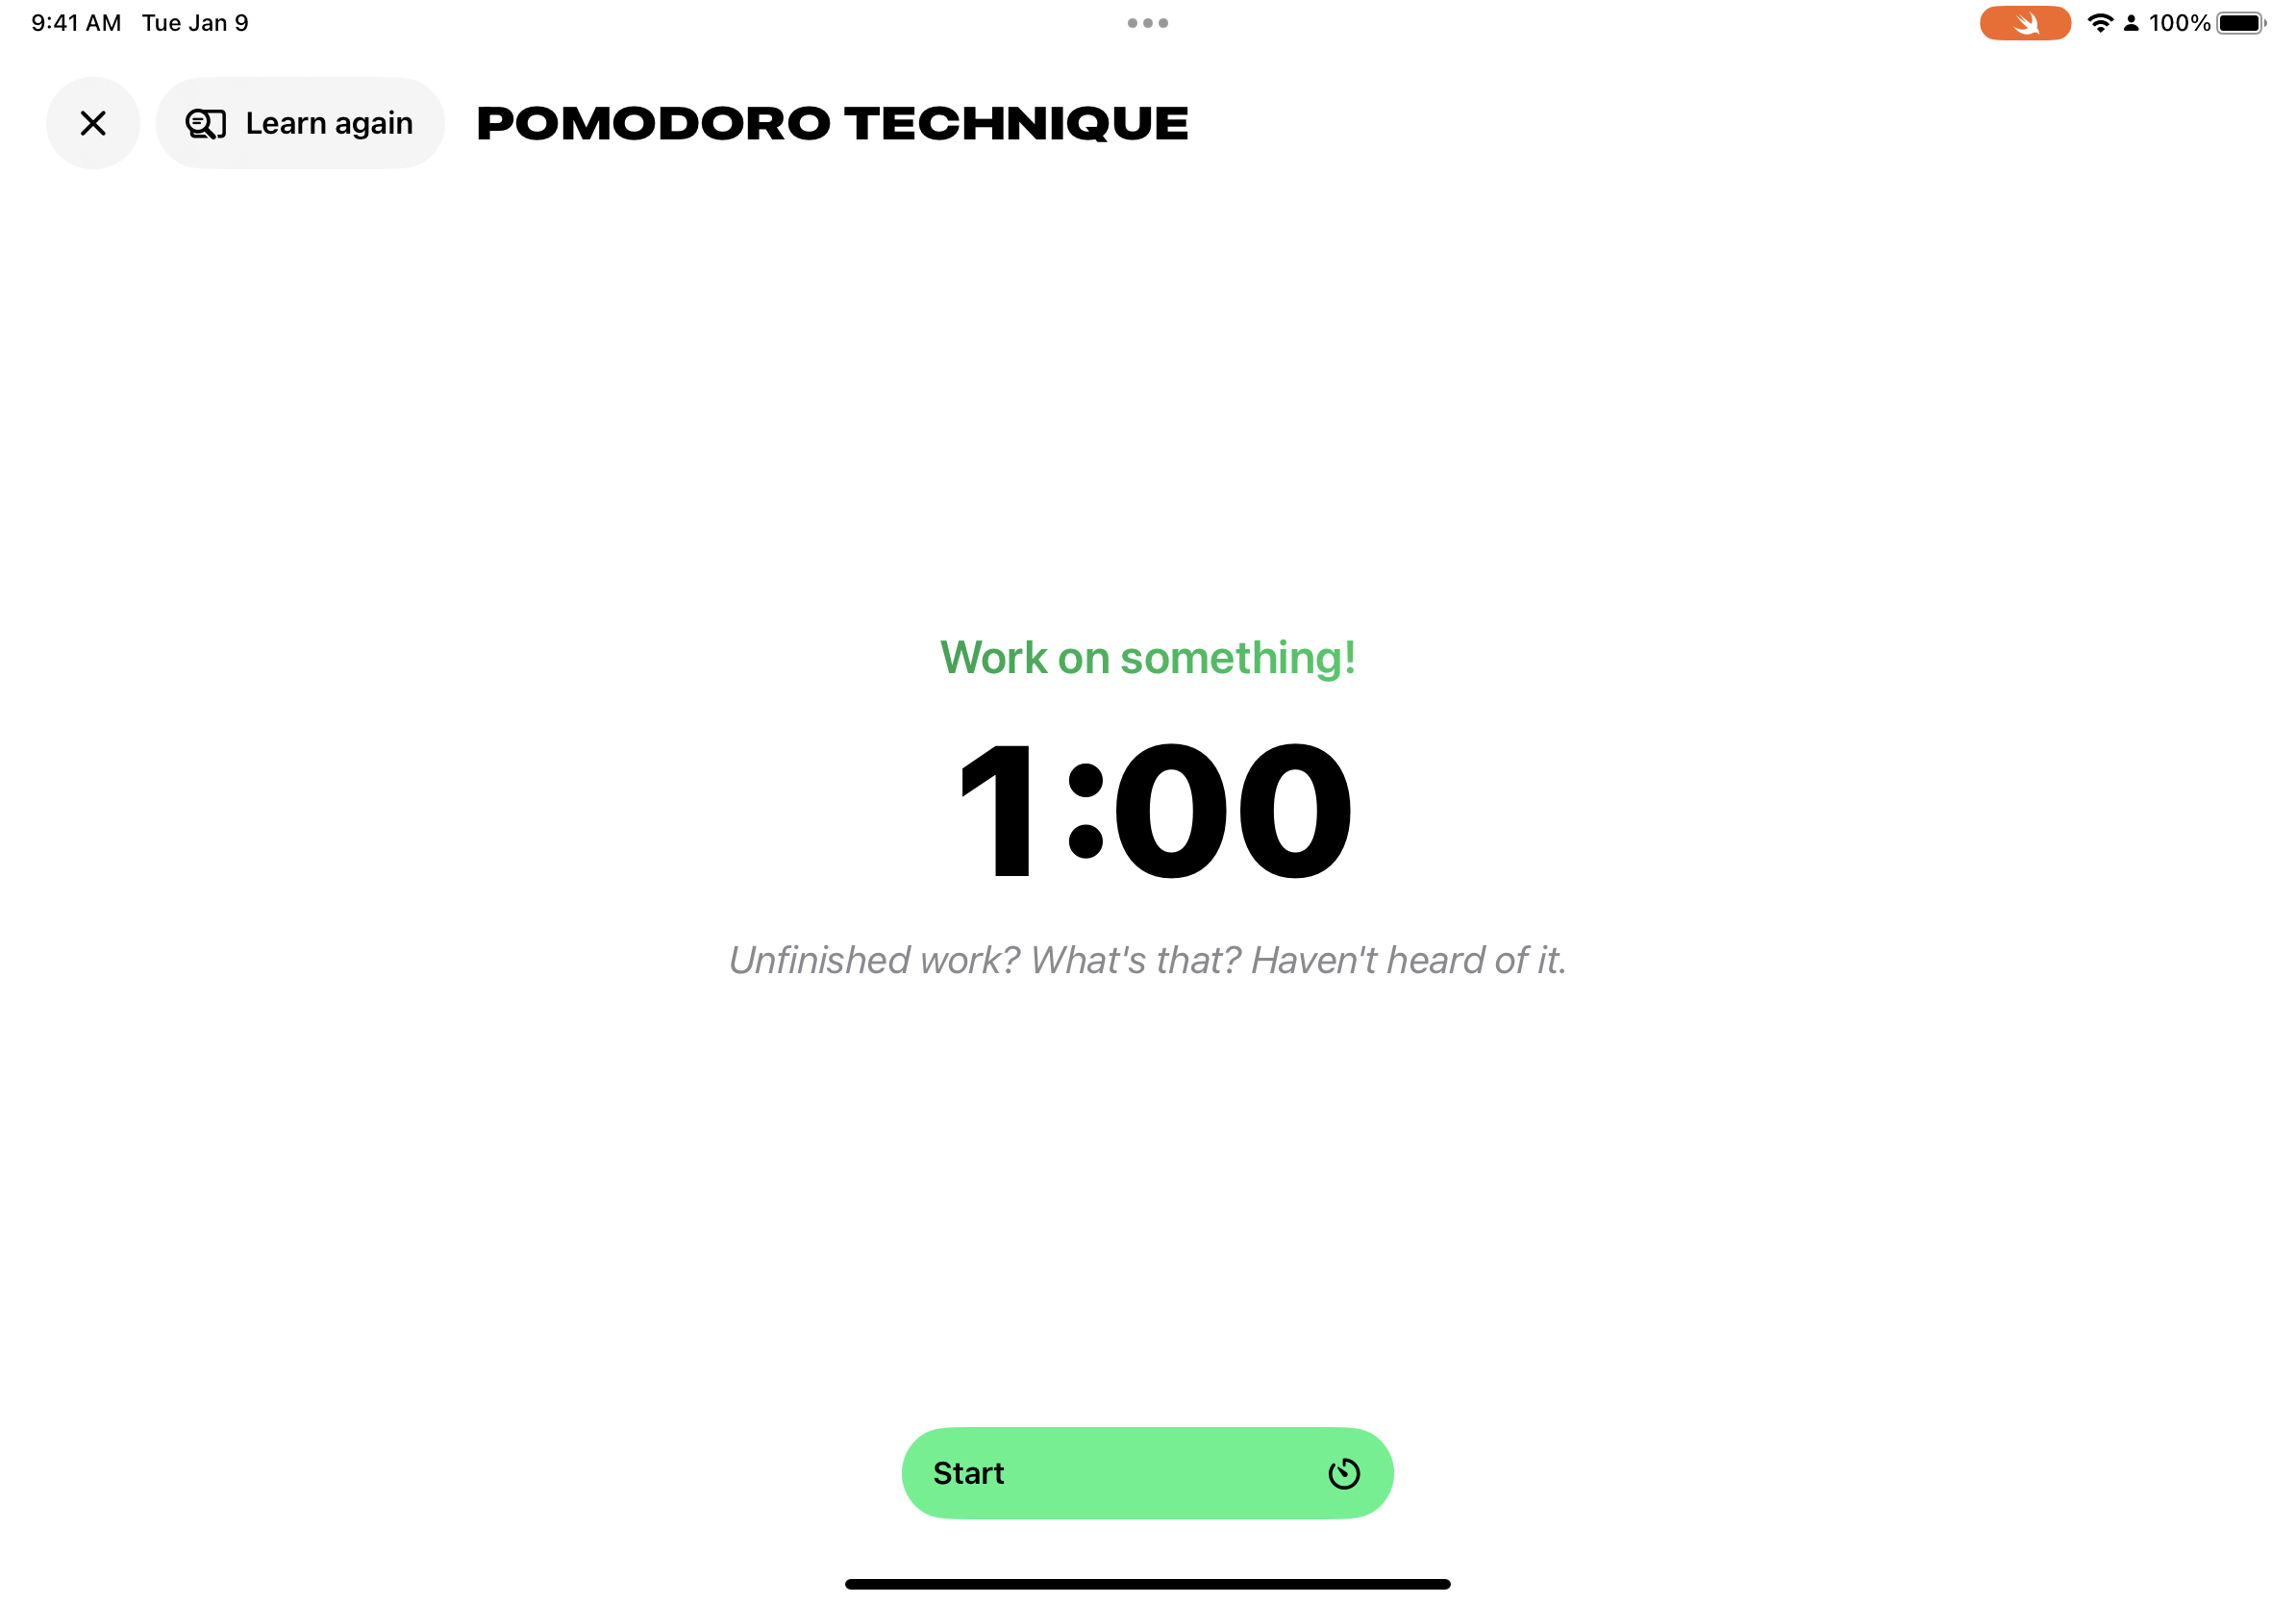 9:41 AM Tue Jan 9 100%
Learn again POMODORO TECHNIQUE
Work on something!
1:00
Unfinished work? What's that? Haven't heard of it.
Start